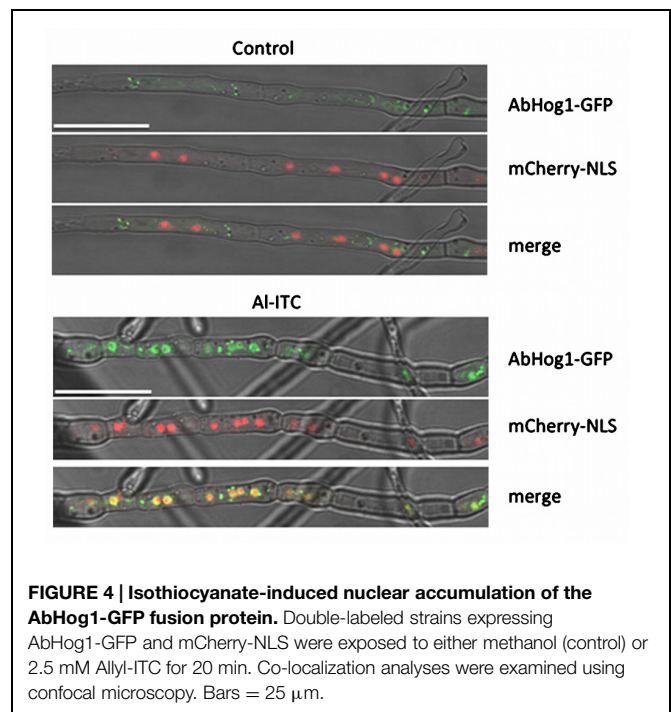 Control
AbHog1-GFP
mCherry-NLS
merge
Al-ITC
AbHog1-GFP
mCherry-NLS
merge
FIGURE 4 | Isothiocyanate-induced nuclear accumulation of the
AbHog1-GFP fusion protein. Double-labeled strains expressing
AbHog1-GFP and mCherry-NLS were exposed to either methanol (control) or
2.5 mM Allyl-ITC for 20 min. Co-localization analyses were examined using
confocal microscopy. Bars = 25 μm.